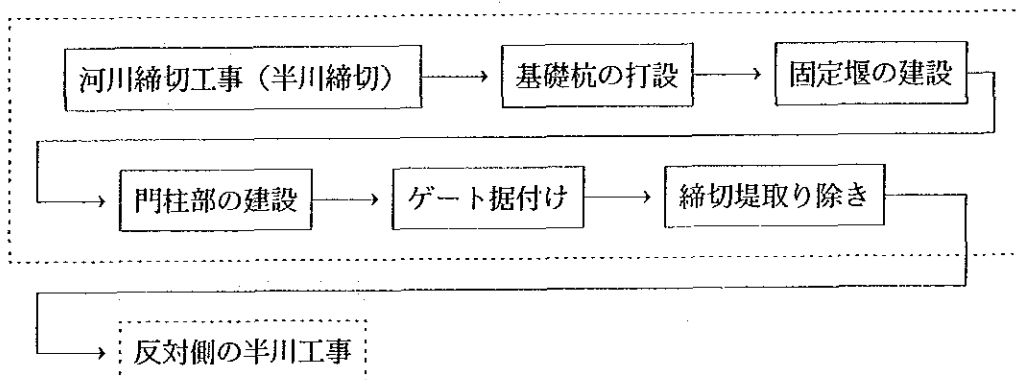 河川締切工事（半川締切）
基礎杭の打設
固定堰の建設
門柱部の建設
ゲート据付け
締切堤取り除き
反対側の半川工事